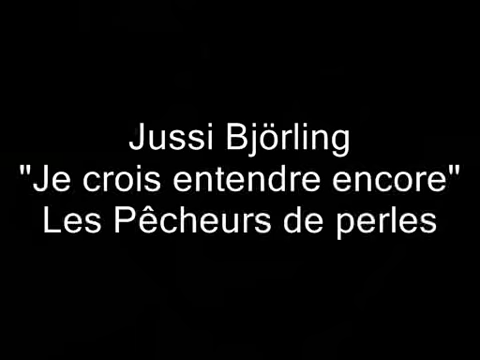 Jussi Björling
"Je crois entendre encore"
Les Pêcheurs de perles